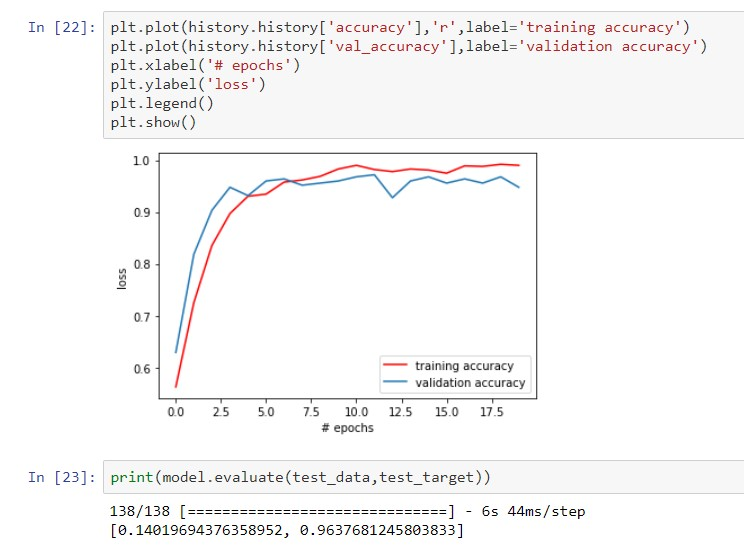 In [22]: plt.plot(history.history['accuracy'],'r',label='training accuracy')
plt.plot(history.history['val_accuracy'],label='validation accuracy')
plt.xlabel('# epochs')
plt.ylabel('loss')
plt.legend()
plt.show()
1.0
0.9
0.8
0.7
0.6
loss
training accuracy
validation accuracy
0.0 2.5 5.0 7.5 10.0 12.5 15.0 17.5
# epochs
In [23]: print(model.evaluate(test_data,test_target))
138/138 [==============================] - 6s 44ms/step
[0.14019694376358952, 0.9637681245803833]